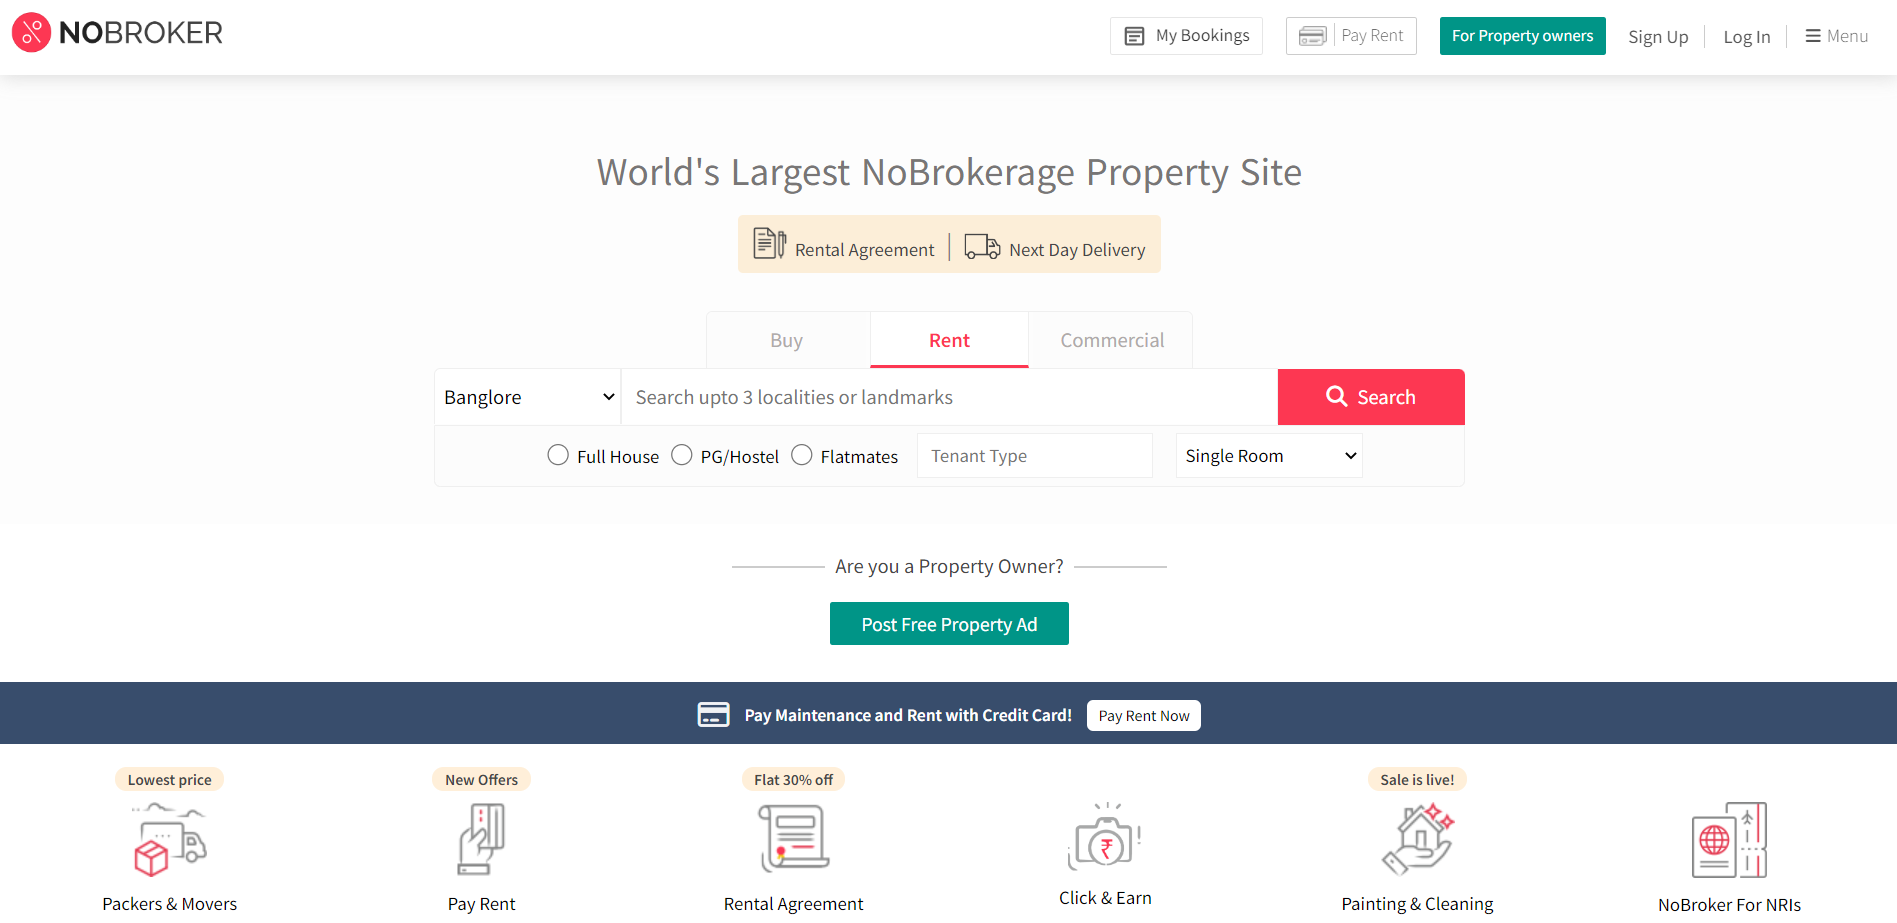 NOBROKER
My Bookings
Pay Rent
For Property owners
Sign Up
Log In
Menu
World's Largest NoBrokerage Property Site
Rental Agreement
Next Day Delivery
Buy
Rent
Commercial
Banglore
Search upto 3 localities or landmarks
Search
Full House
PG/Hostel
Flatmates
Tenant Type
Single Room
Are you a Property Owner?
Post Free Property Ad
Pay Maintenance and Rent with Credit Card!
Pay Rent Now
Lowest price
New Offers
Flat 30% off
Sale is live!
₹
Packers & Movers
Pay Rent
Rental Agreement
Click & Earn
Painting & Cleaning
NoBroker For NRIs